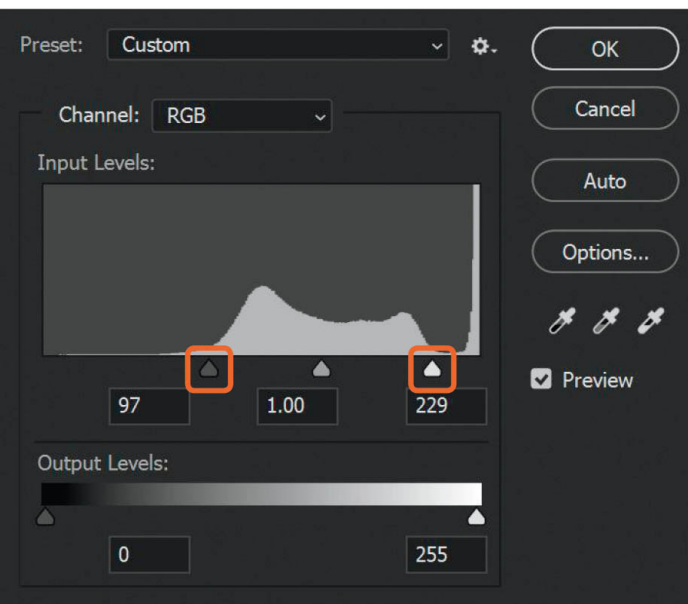 Preset: Custom
OK
Channel: RGB
Cancel
Input Levels:
Auto
Options...
97 1.00 229
Preview
Output Levels:
0 255